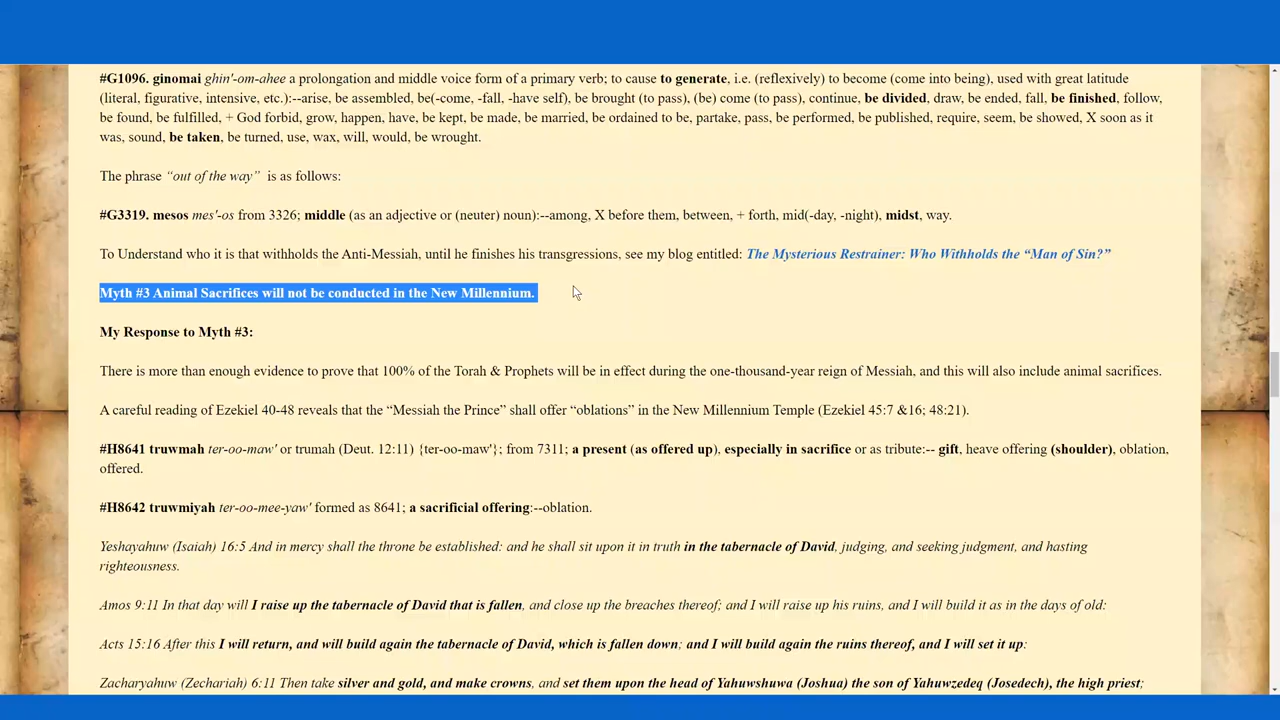 #G1096. ginomai ghin'-om-ahee a prolongation and middle voice form of a primary verb; to cause to generate, i.e. (reflexively) to become (come into being), used with great latitude
(literal, figurative, intensive, etc.):--arise, be assembled, be(-come, -fall, -have self), be brought (to pass), (be) come (to pass), continue, be divided, draw, be ended, fall, be finished, follow,
be found, be fulfilled, + God forbid, grow, happen, have, be kept, be made, be married, be ordained to be, partake, pass, be performed, be published, require, seem, be showed, X soon as it
was, sound, be taken, be turned, use, wax, will, would, be wrought.
The phrase “out of the way” is as follows:
#G3319. mesos mes'-os from 3326; middle (as an adjective or (neuter) noun):--among, X before them, between, + forth, mid(-day, -night), midst, way.
To Understand who it is that withholds the Anti-Messiah, until he finishes his transgressions, see my blog entitled: The Mysterious Restrainer: Who Withholds the “Man of Sin?”
Myth #3 Animal Sacrifices will not be conducted in the New Millennium.
My Response to Myth #3:
There is more than enough evidence to prove that 100% of the Torah & Prophets will be in effect during the one-thousand-year reign of Messiah, and this will also include animal sacrifices.
A careful reading of Ezekiel 40-48 reveals that the “Messiah the Prince” shall offer “oblations” in the New Millennium Temple (Ezekiel 45:7 &16; 48:21).
#H8641 truwmah ter-oo-maw' or trumah (Deut. 12:11) {ter-oo-maw'}; from 7311; a present (as offered up), especially in sacrifice or as tribute:-- gift, heave offering (shoulder), oblation,
offered.
#H8642 truwmiyah ter-oo-mee-yaw' formed as 8641; a sacrificial offering:--oblation.
Yeshayahuw (Isaiah) 16:5 And in mercy shall the throne be established: and he shall sit upon it in truth in the tabernacle of David, judging, and seeking judgment, and hasting
righteousness.
Amos 9:11 In that day will I raise up the tabernacle of David that is fallen, and close up the breaches thereof; and I will raise up his ruins, and I will build it as in the days of old:
Acts 15:16 After this I will return, and will build again the tabernacle of David, which is fallen down; and I will build again the ruins thereof, and I will set it up:
Zacharyahuw (Zechariah) 6:11 Then take silver and gold, and make crowns, and set them upon the head of Yahuwshuwa (Joshua) the son of Yahuwzedeq (Josedech), the high priest;